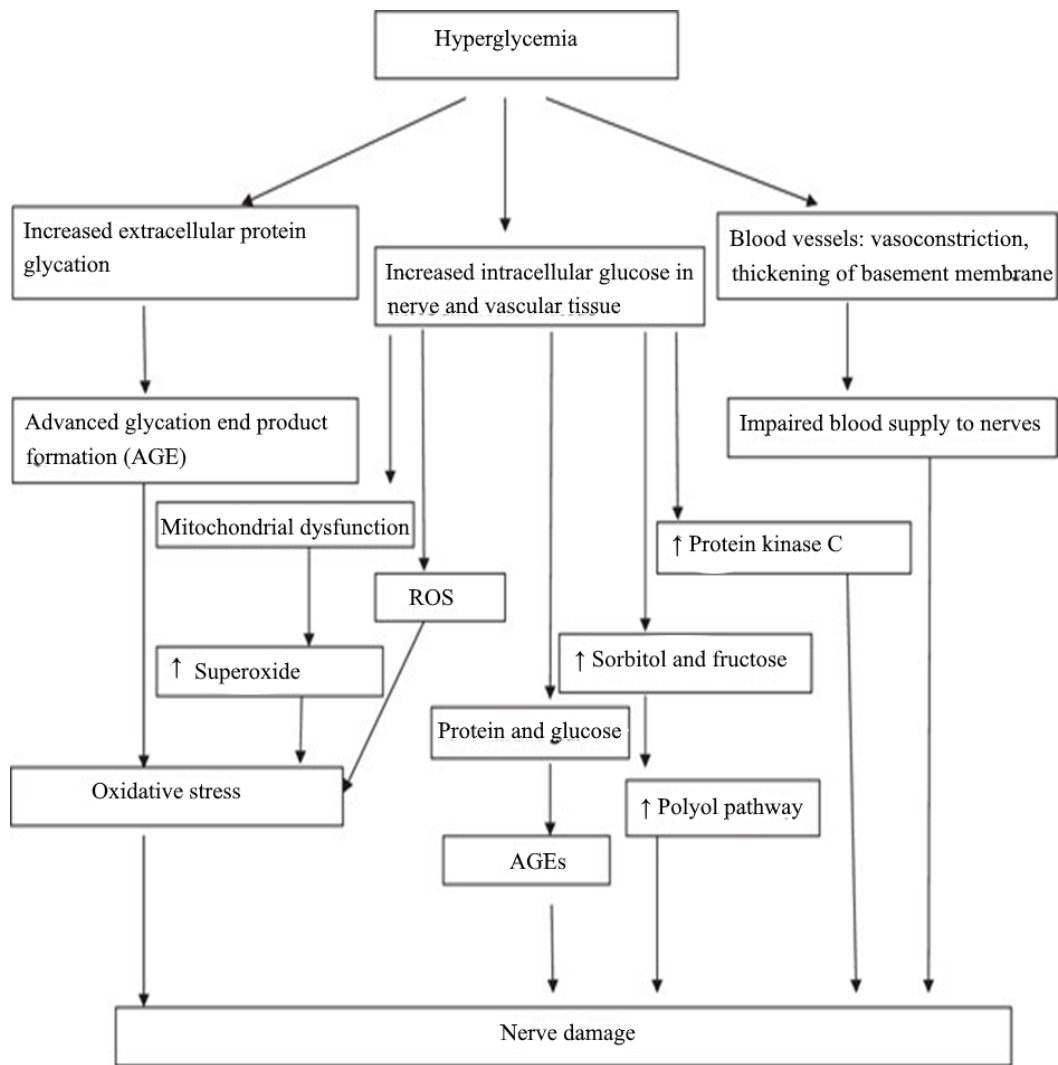 Hyperglycemia
Increased extracellular protein
glycation
Increased intracellular glucose in
nerve and vascular tissue
Blood vessels: vasoconstriction,
thickening of basement membrane
Advanced glycation end product
formation (AGE)
Impaired blood supply to nerves
Mitochondrial dysfunction
↑ Protein kinase C
ROS
↑ Superoxide
↑ Sorbitol and fructose
Protein and glucose
Oxidative stress
↑ Polyol pathway
AGEs
Nerve damage